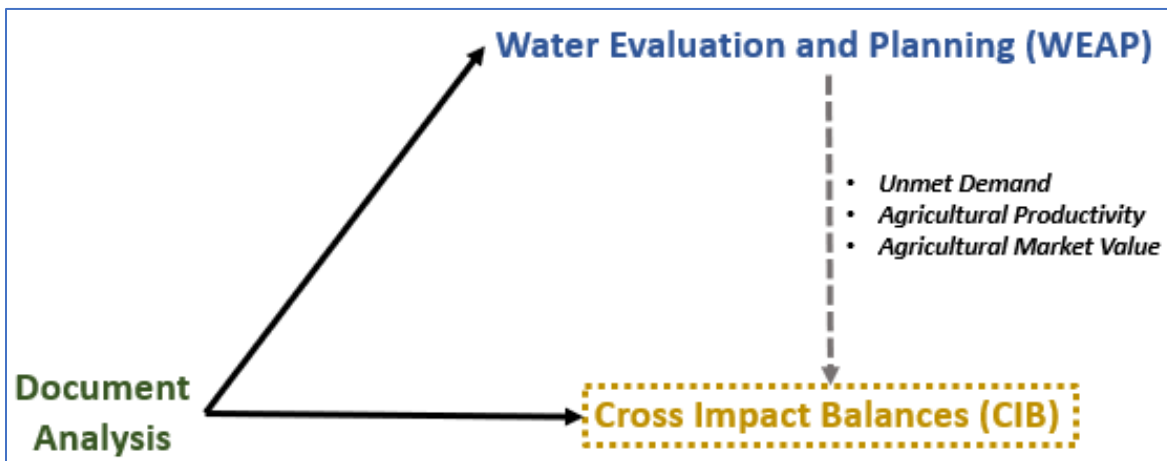 Water Evaluation and Planning (WEAP)
• Unmet Demand
• Agricultural Productivity
• Agricultural Market Value
Document
Analysis
Cross Impact Balances (CIB)